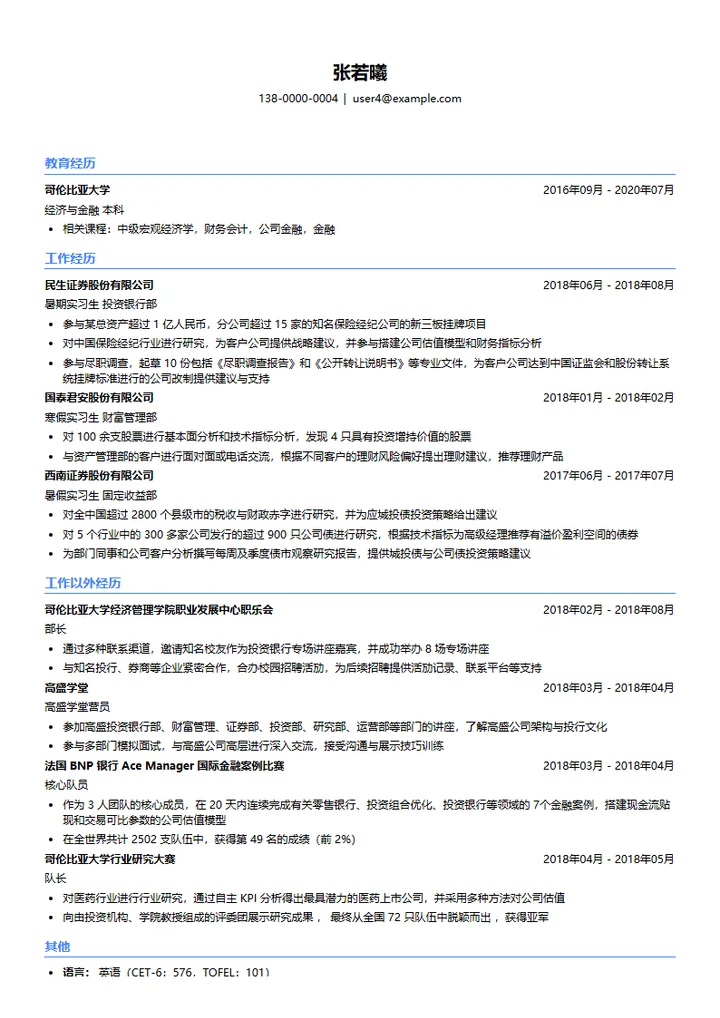 张若曦
138-0000-0004 | user4@example.com
教育经历
哥伦比亚大学 2016年09月 - 2020年07月
经济与金融 本科
• 相关课程：中级宏观经济学，财务会计，公司金融，金融
工作经历
民生证券股份有限公司 2018年06月 - 2018年08月
暑期实习生 投资银行部
• 参与某总资产超过 1 亿人民币，分公司超过 15 家的知名保险经纪公司的新三板挂牌项目
• 对中国保险经纪行业进行研究，为客户公司提供战略建议，并参与搭建公司估值模型和财务指标分析
• 参与尽职调查，起草 10 份包括《尽职调查报告》和《公开转让说明书》等专业文件，为客户公司达到中国证监会和股份转让系
统挂牌标准进行的公司改制提供建议与支持
国泰君安股份有限公司 2018年01月 - 2018年02月
寒假实习生 财富管理部
• 对 100 余支股票进行基本面分析和技术指标分析，发现 4 只具有投资增持价值的股票
• 与资产管理部的客户进行面对面或电话交流，根据不同客户的理财风险偏好提出理财建议，推荐理财产品
西南证券股份有限公司 2017年06月 - 2017年07月
暑假实习生 固定收益部
• 对全中国超过 2800 个县级市的税收与财政赤字进行研究，并为应城投债投资策略给出建议
• 对 5 个行业中的 300 多家公司发行的超过 900 只公司债进行研究，根据技术指标为高级经理推荐有溢价盈利空间的债券
• 为部门同事和公司客户分析撰写每周及季度债市观察研究报告，提供城投债与公司债投资策略建议
工作以外经历
哥伦比亚大学经济管理学院职业发展中心职乐会 2018年02月 - 2018年08月
部长
• 通过多种联系渠道，邀请知名校友作为投资银行专场讲座嘉宾，并成功举办 8 场专场讲座
• 与知名投行、券商等企业紧密合作，合办校园招聘活动，为后续招聘提供活动记录、联系平台等支持
高盛学堂 2018年03月 - 2018年04月
高盛学堂营员
• 参加高盛投资银行部、财富管理、证券部、投资部、研究部、运营部等部门的讲座，了解高盛公司架构与投行文化
• 参与多部门模拟面试，与高盛公司高层进行深入交流，接受沟通与展示技巧训练
法国 BNP 银行 Ace Manager 国际金融案例比赛 2018年03月 - 2018年04月
核心队员
• 作为 3 人团队的核心成员，在 20 天内连续完成有关零售银行、投资组合优化、投资银行等领域的 7个金融案例，搭建现金流贴
现和交易可比参数的公司估值模型
• 在全世界共计 2502 支队伍中，获得第 49 名的成绩（前 2%）
哥伦比亚大学行业研究大赛 2018年04月 - 2018年05月
队长
• 对医药行业进行行业研究，通过自主 KPI 分析得出最具潜力的医药上市公司，并采用多种方法对公司估值
• 向由投资机构、学院教授组成的评委团展示研究成果 ， 最终从全国 72 只队伍中脱颖而出 ，获得亚军
其他
• 语言： 英语（CET-6：576，TOFEL：101）